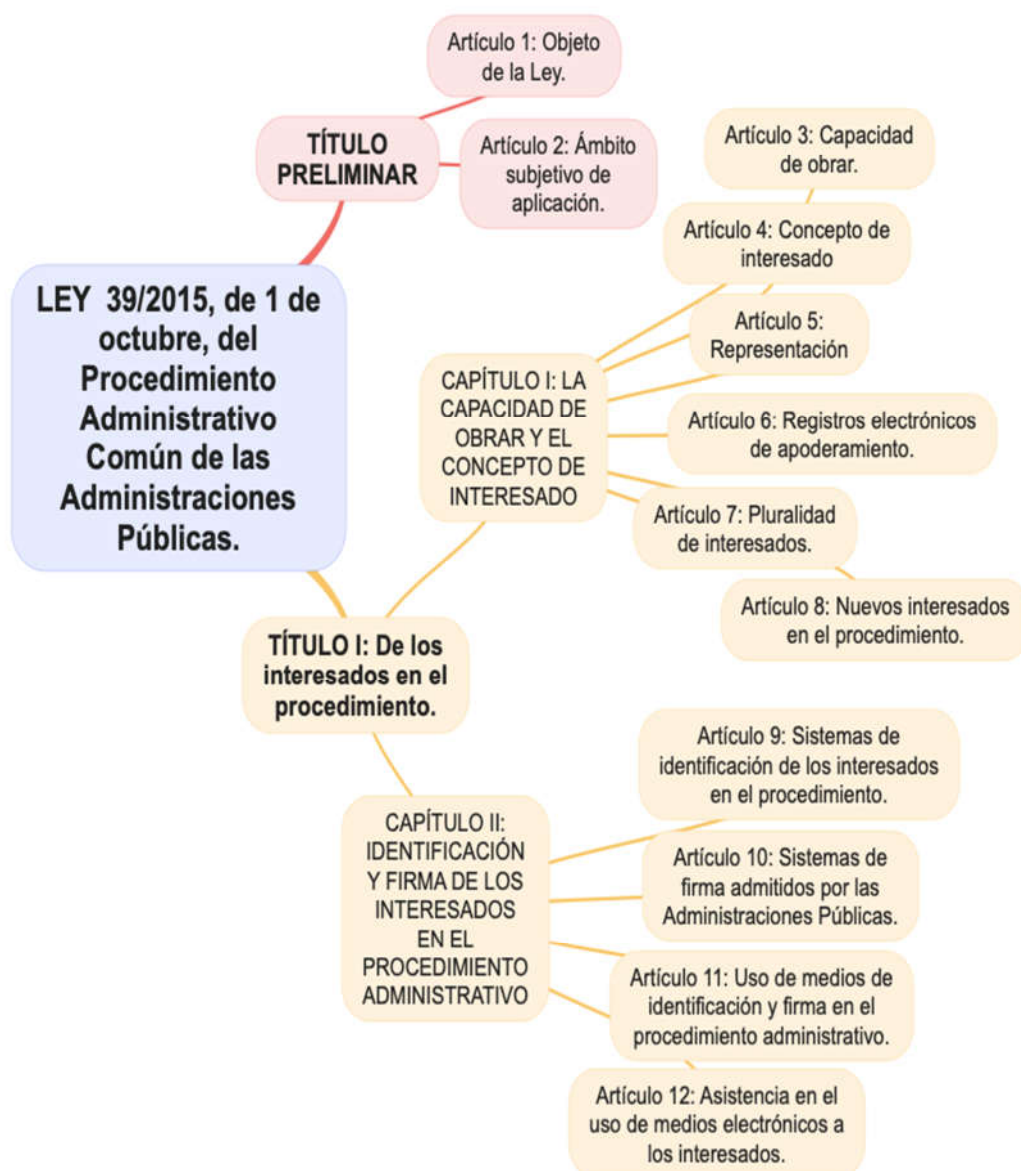 Artículo 1: Objeto
de la Ley.
TÍTULO
PRELIMINAR
Artículo 2: Ámbito
subjetivo de
aplicación.
LEY 39/2015, de 1 de
octubre, del
Procedimiento
Administrativo
Común de las
Administraciones
Públicas.
Artículo 3: Capacidad
de obrar.
Artículo 4: Concepto de
interesado
Artículo 5:
Representación
CAPÍTULO I: LA
CAPACIDAD DE
OBRAR Y EL
CONCEPTO DE
INTERESADO
Artículo 6: Registros electrónicos
de apoderamiento.
Artículo 7: Pluralidad
de interesados.
Artículo 8: Nuevos interesados
en el procedimiento.
TÍTULO I: De los
interesados en el
procedimiento.
Artículo 9: Sistemas de
identificación de los interesados
en el procedimiento.
CAPÍTULO II:
IDENTIFICACIÓN
Y FIRMA DE LOS
INTERESADOS
EN EL
PROCEDIMIENTO
ADMINISTRATIVO
Artículo 10: Sistemas de
firma admitidos por las
Administraciones Públicas.
Artículo 11: Uso de medios de
identificación y firma en el
procedimiento administrativo.
Artículo 12: Asistencia en el
uso de medios electrónicos a
los interesados.